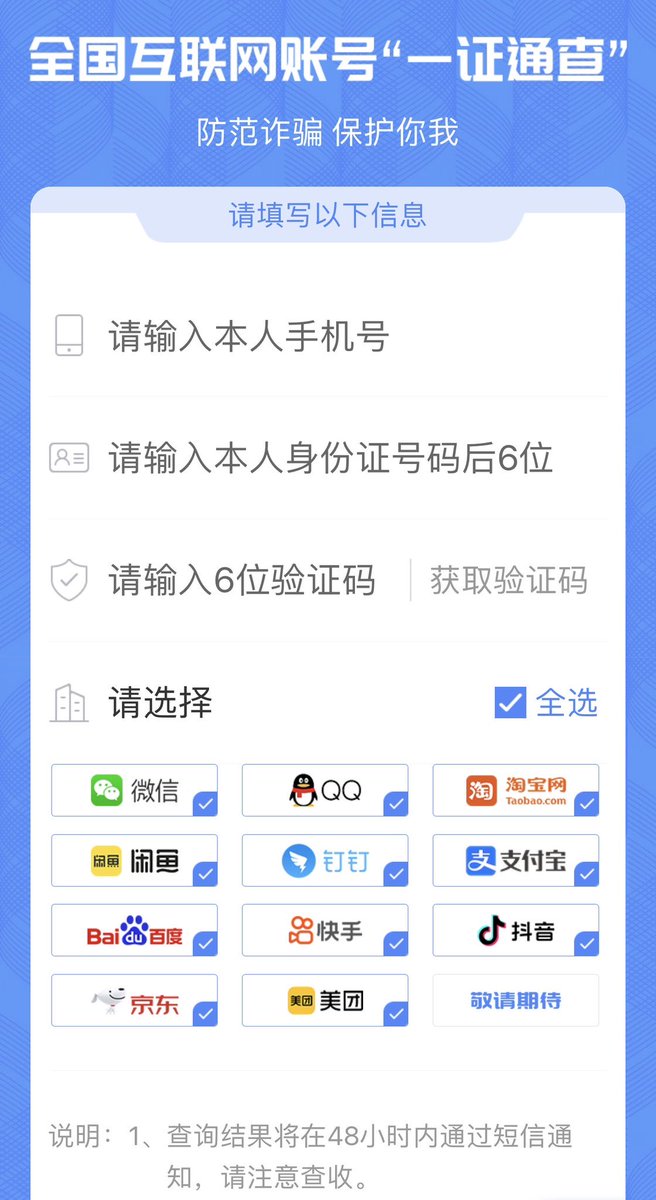 全国互联网账号“一证通查”
防范诈骗 保护你我
请填写以下信息
请输入本人手机号
请输入本人身份证号码后6位
请输入6位验证码 获取验证码
请选择 全选
微信 QQ 淘 淘宝网
Taobao.com
闲鱼 闲鱼 钉钉 支 支付宝
Bai du 百度 快手 抖音
京东 美团 美团 敬请期待
说明：1、查询结果将在48小时内通过短信通
知，请注意查收。